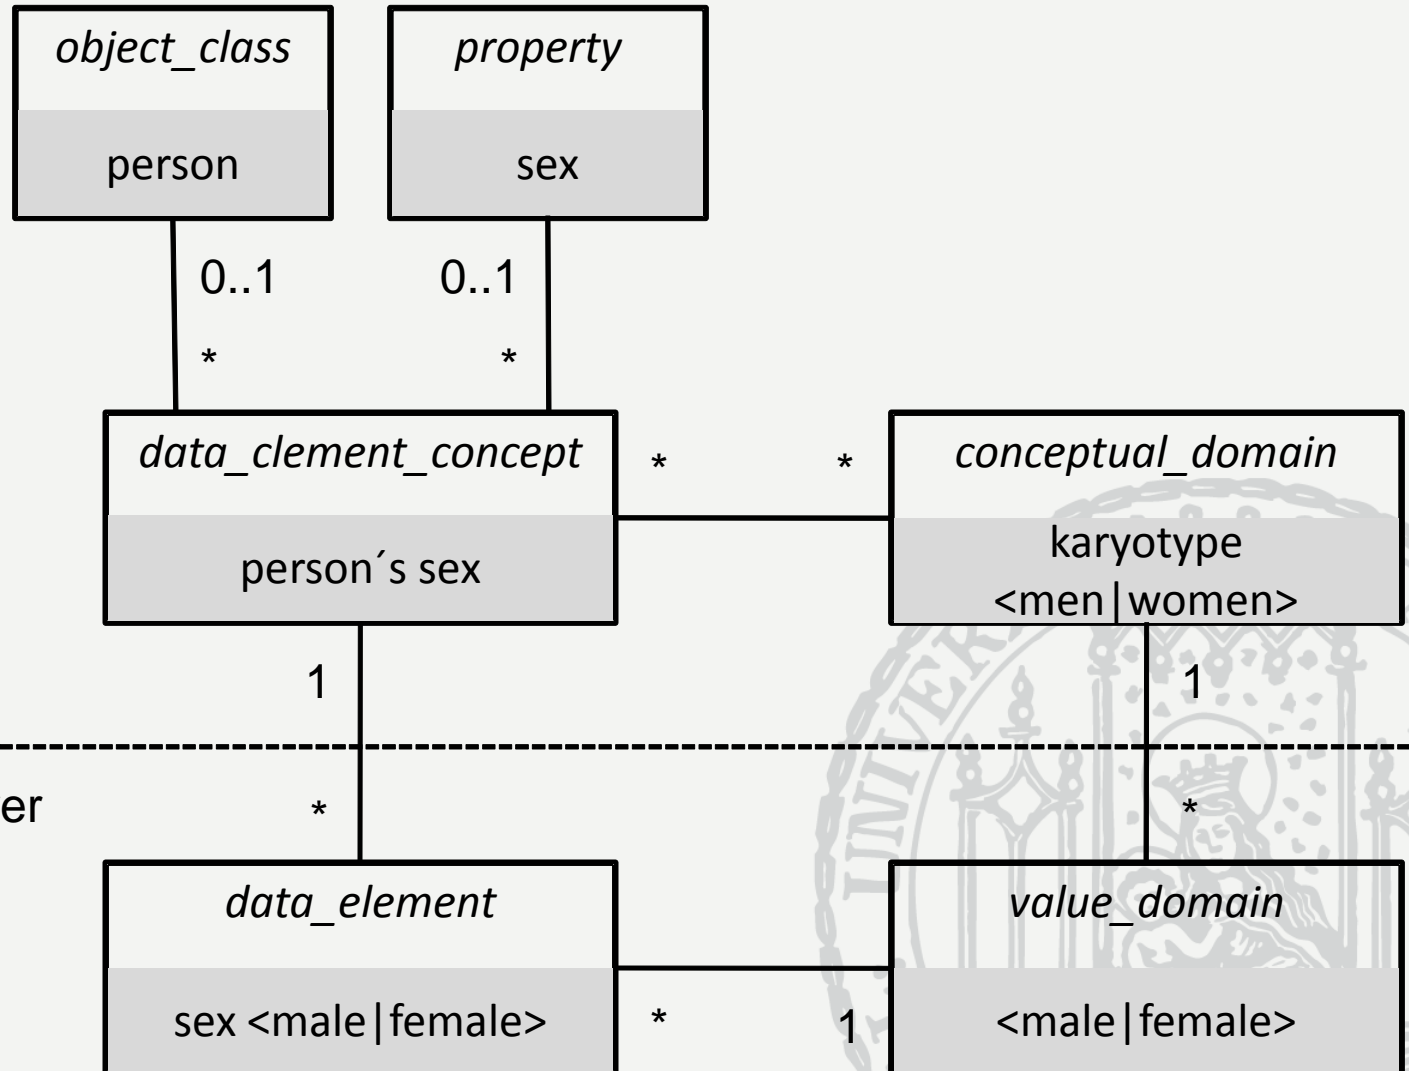 object_class
property
person
sex
0..1
0..1
*
*
data_clement_concept
*
*
conceptual_domain
person´s sex
karyotype
<men|women>
1
1
er
*
*
data_element
value_domain
sex <male|female>
*
1
<male|female>